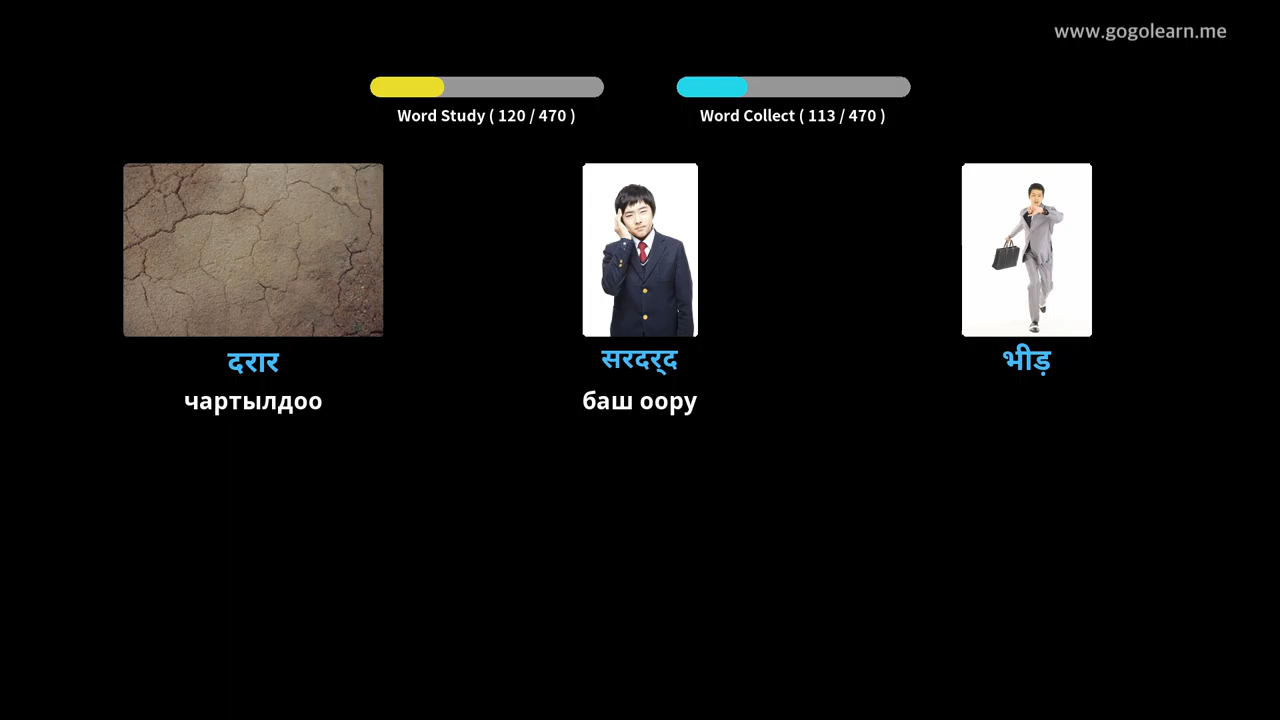 www.gogolearn.me
Word Study ( 120 / 470 )
Word Collect ( 113 / 470 )
दरार
सरदर्द
भीड़
чартылдоо
баш оору